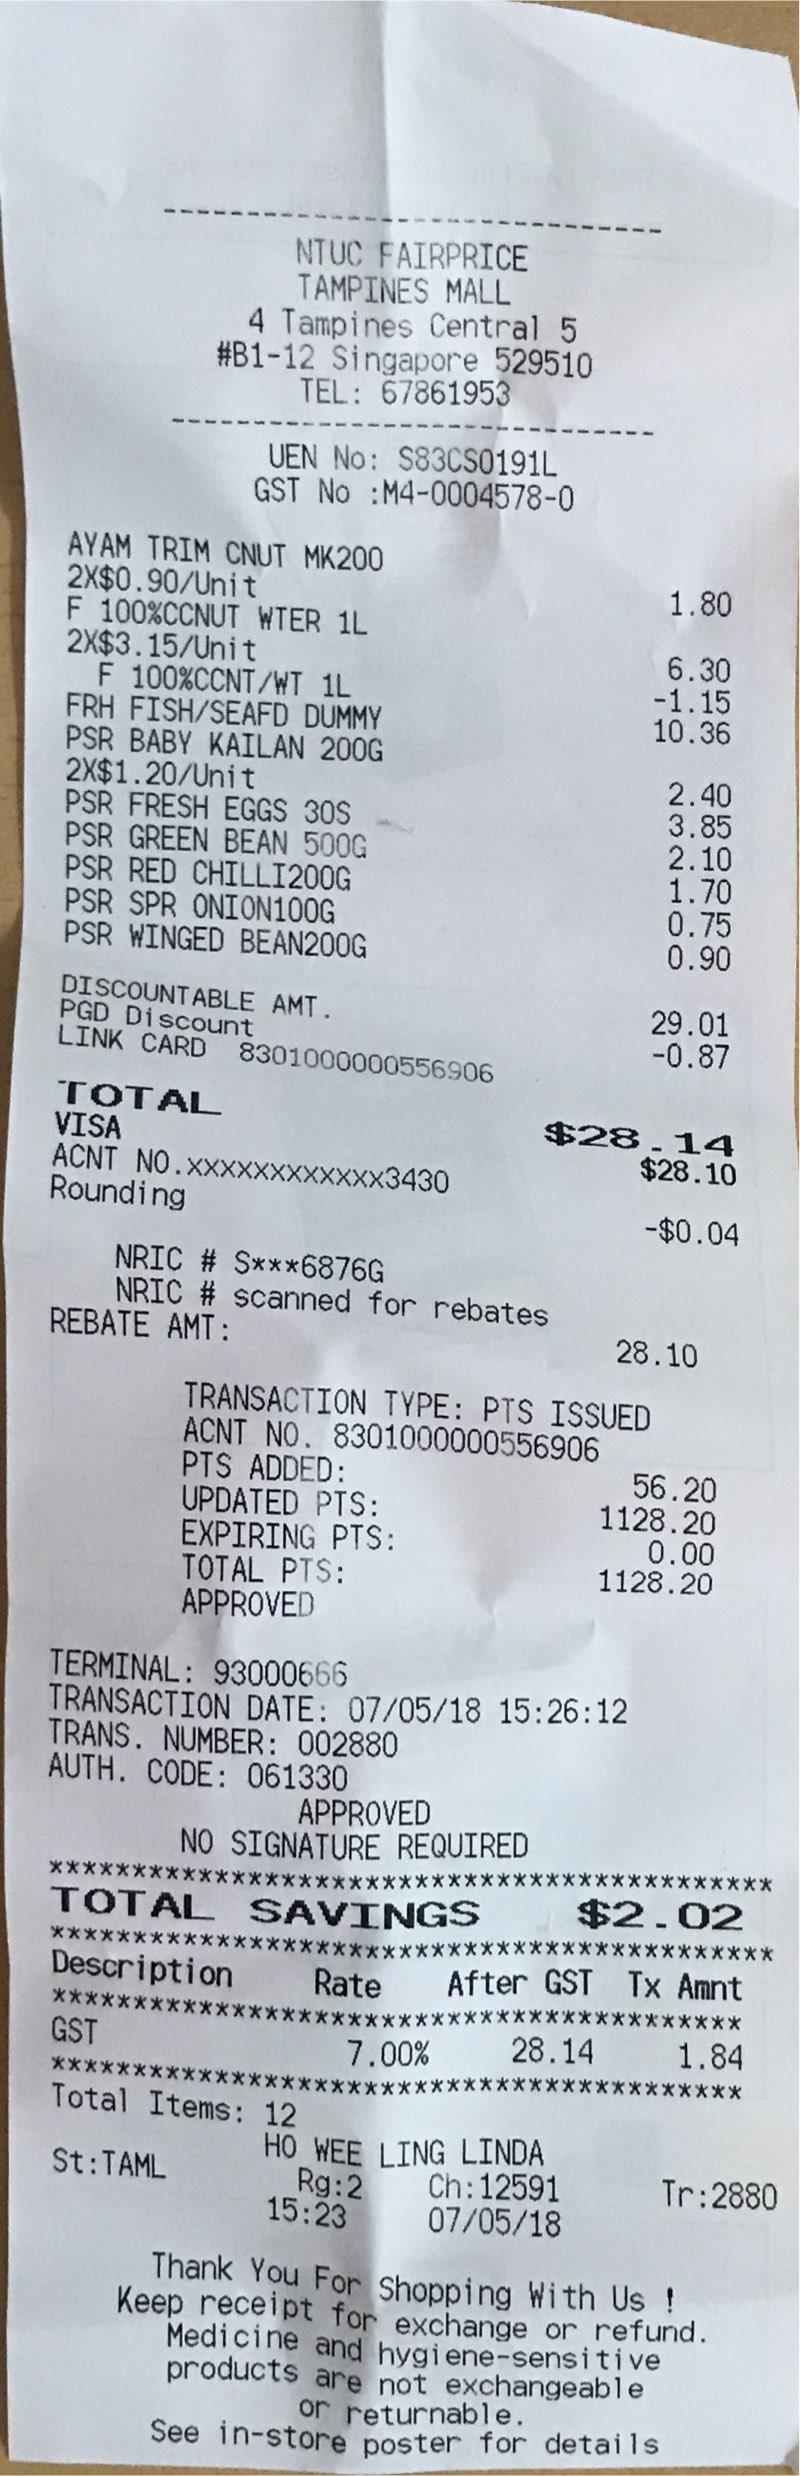 NTUC FAIRPRICE
TAMPINES MALL
4 Tampines Central 5
#B1-12 Singapore 529510
TEL: 67861953
UEN No: S83CS0191L
GST No :M4-0004578-0
AYAM TRIM CNUT MK200
2X$0.90/Unit 1.80
F 100%CCNUT WTER 1L
2X$3.15/Unit 6.30
F 100%CCNT/WT 1L -1.15
FRH FISH/SEAFD DUMMY 10.36
PSR BABY KAILAN 200G
2X$1.20/Unit 2.40
PSR FRESH EGGS 30S 3.85
PSR GREEN BEAN 500G 2.10
PSR RED CHILLI200G 1.70
PSR SPR ONION100G 0.75
PSR WINGED BEAN200G 0.90
DISCOUNTABLE AMT. 29.01
PGD Discount -0.87
LINK CARD 8301000000556906
TOTAL $28.14
VISA $28.10
ACNT NO.xxxxxxxxxxxx3430
Rounding -$0.04
NRIC # S***6876G
NRIC # scanned for rebates
REBATE AMT: 28.10
TRANSACTION TYPE: PTS ISSUED
ACNT NO. 8301000000556906
PTS ADDED: 56.20
UPDATED PTS: 1128.20
EXPIRING PTS: 0.00
TOTAL PTS: 1128.20
APPROVED
TERMINAL: 93000666
TRANSACTION DATE: 07/05/18 15:26:12
TRANS. NUMBER: 002880
AUTH. CODE: 061330
APPROVED
NO SIGNATURE REQUIRED
********************************************
TOTAL SAVINGS $2.02
********************************************
Description Rate After GST Tx Amnt
******************************************
GST 7.00% 28.14 1.84
******************************************
Total Items: 12
HO WEE LING LINDA
St:TAML Rg:2 Ch:12591 Tr:2880
15:23 07/05/18
Thank You For Shopping With Us !
Keep receipt for exchange or refund.
Medicine and hygiene-sensitive
products are not exchangeable
or returnable.
See in-store poster for details